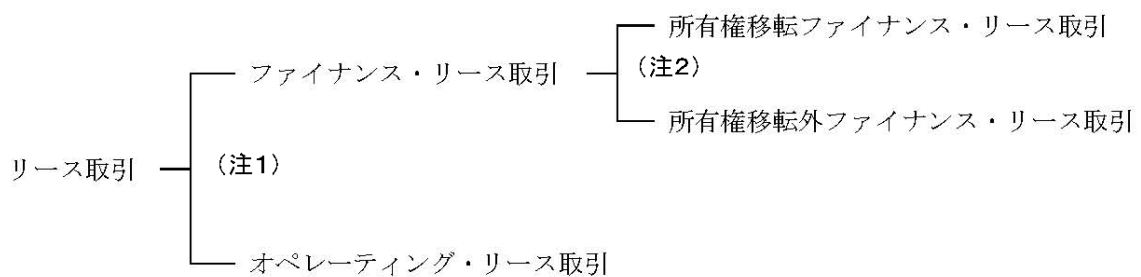 所有権移転ファイナンス・リース取引
ファイナンス・リース取引
(注2)
所有権移転外ファイナンス・リース取引
リース取引
(注1)
オペレーティング・リース取引